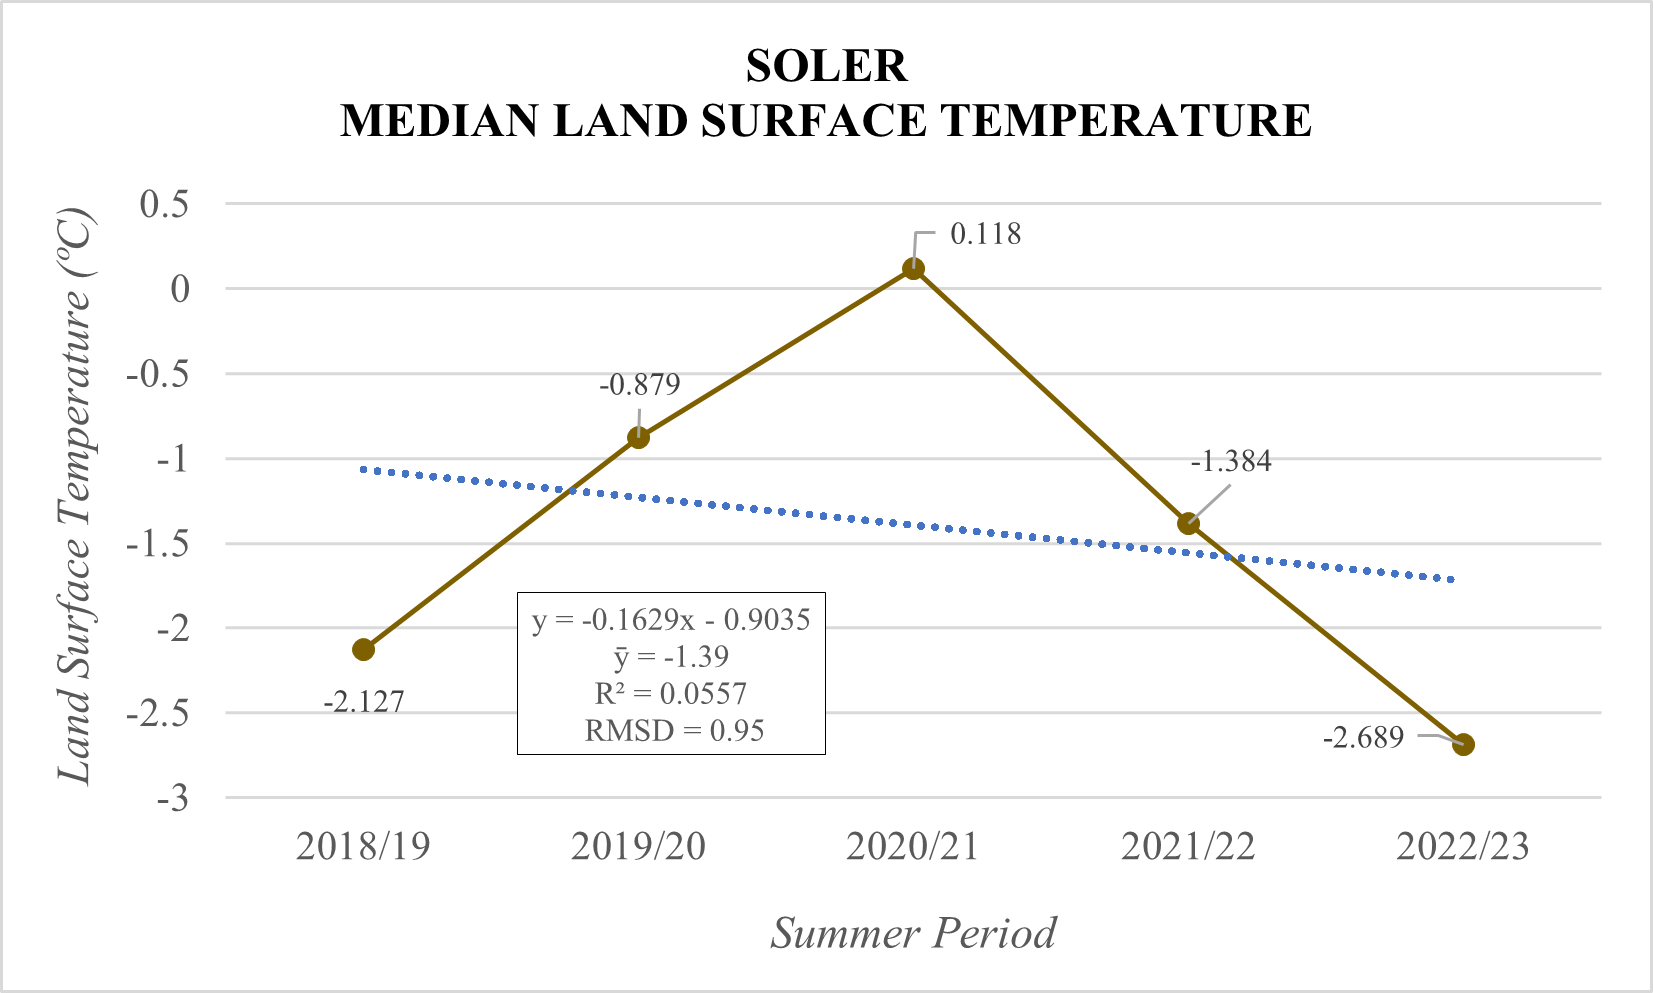 SOLER
MEDIAN LAND SURFACE TEMPERATURE
Land Surface Temperature (ºC)
0.5
0
-0.5
-1
-1.5
-2
-2.5
-3
-2.127
-0.879
0.118
-1.384
-2.689
y = -0.1629x - 0.9035
ȳ = -1.39
R² = 0.0557
RMSD = 0.95
2018/19 2019/20 2020/21 2021/22 2022/23
Summer Period